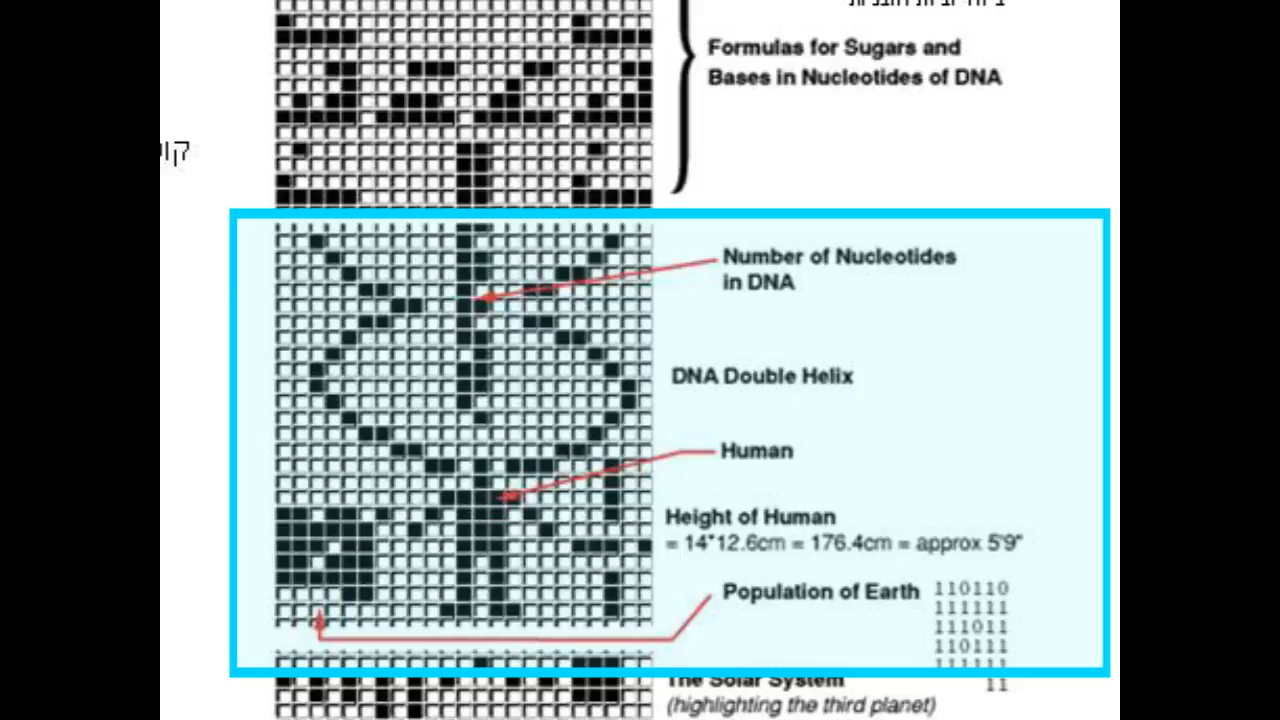 Formulas for Sugars and
Bases in Nucleotides of DNA
Number of Nucleotides
in DNA
DNA Double Helix
Human
Height of Human
= 14*12.6cm = 176.4cm = approx 5'9"
Population of Earth
110110
111111
111011
110111
111111
11
The Solar System
(highlighting the third planet)